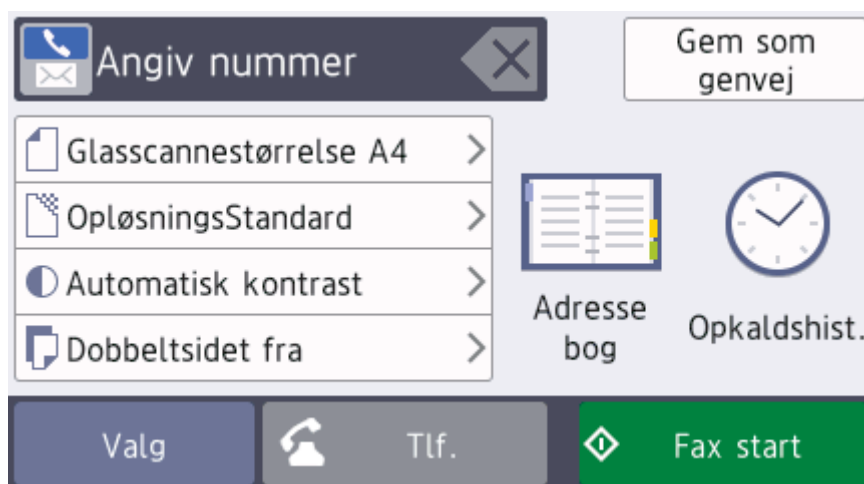 Angiv nummer
Gem som
genvej
Glasscannestørrelse A4
OpløsningsStandard
Automatisk kontrast
Dobbeltsidet fra
Adresse
bog
Opkaldshist.
Valg
Tlf.
Fax start